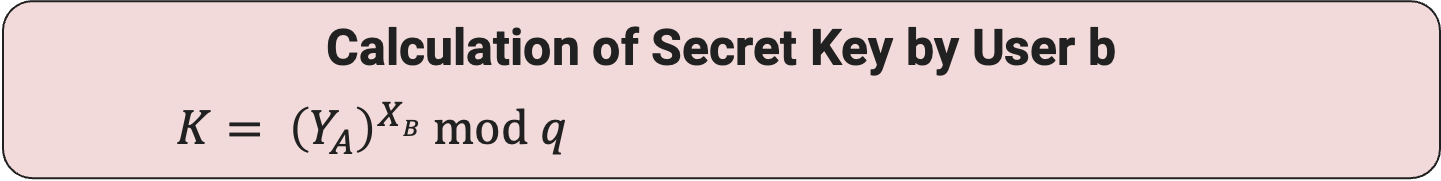 Calculation of Secret Key by User b
K = (Y_A)^{X_B} mod q